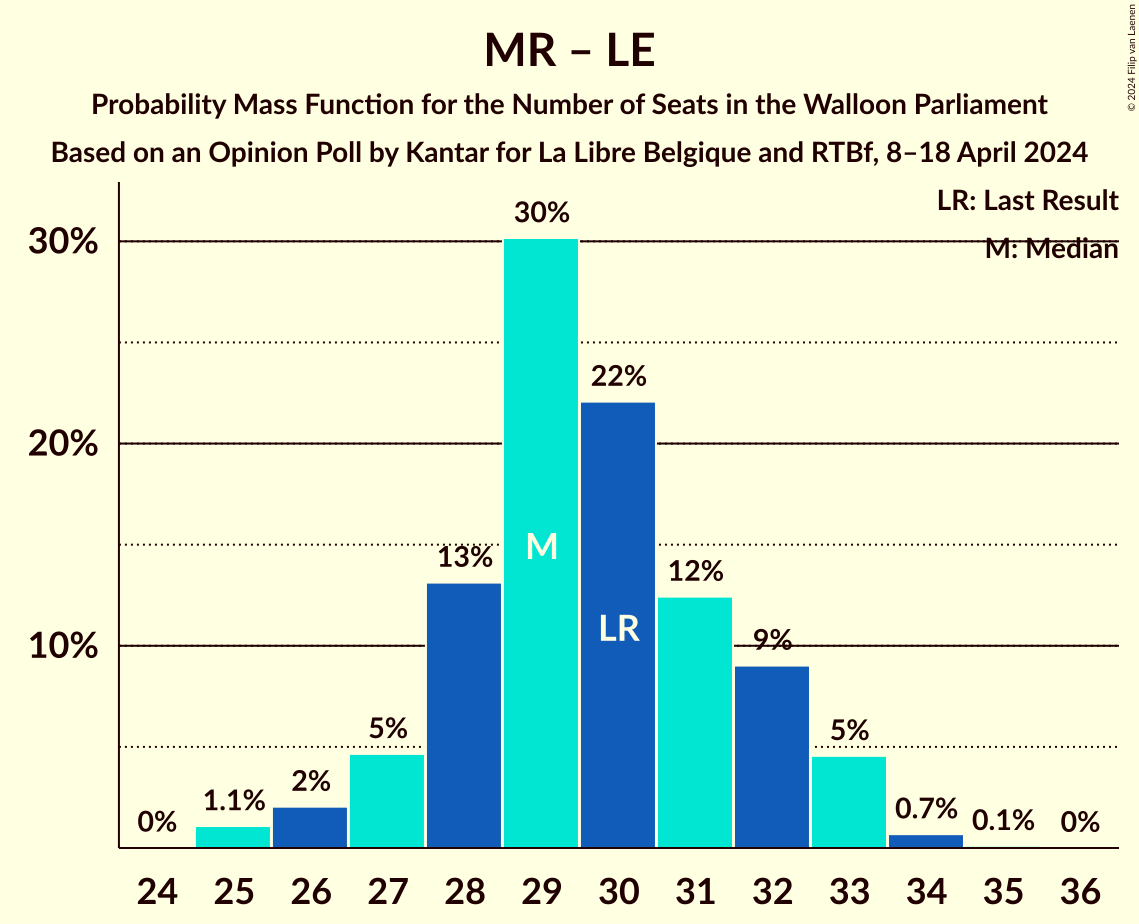 MR – LE
Probability Mass Function for the Number of Seats in the Walloon Parliament
Based on an Opinion Poll by Kantar for La Libre Belgique and RTBf, 8–18 April 2024
© 2024 Filip van Laenen
LR: Last Result
M: Median
30%
20%
10%
0%
1.1%
2%
5%
13%
30%
22%
12%
9%
5%
0.7%
0.1%
0%
M
LR
24 25 26 27 28 29 30 31 32 33 34 35 36